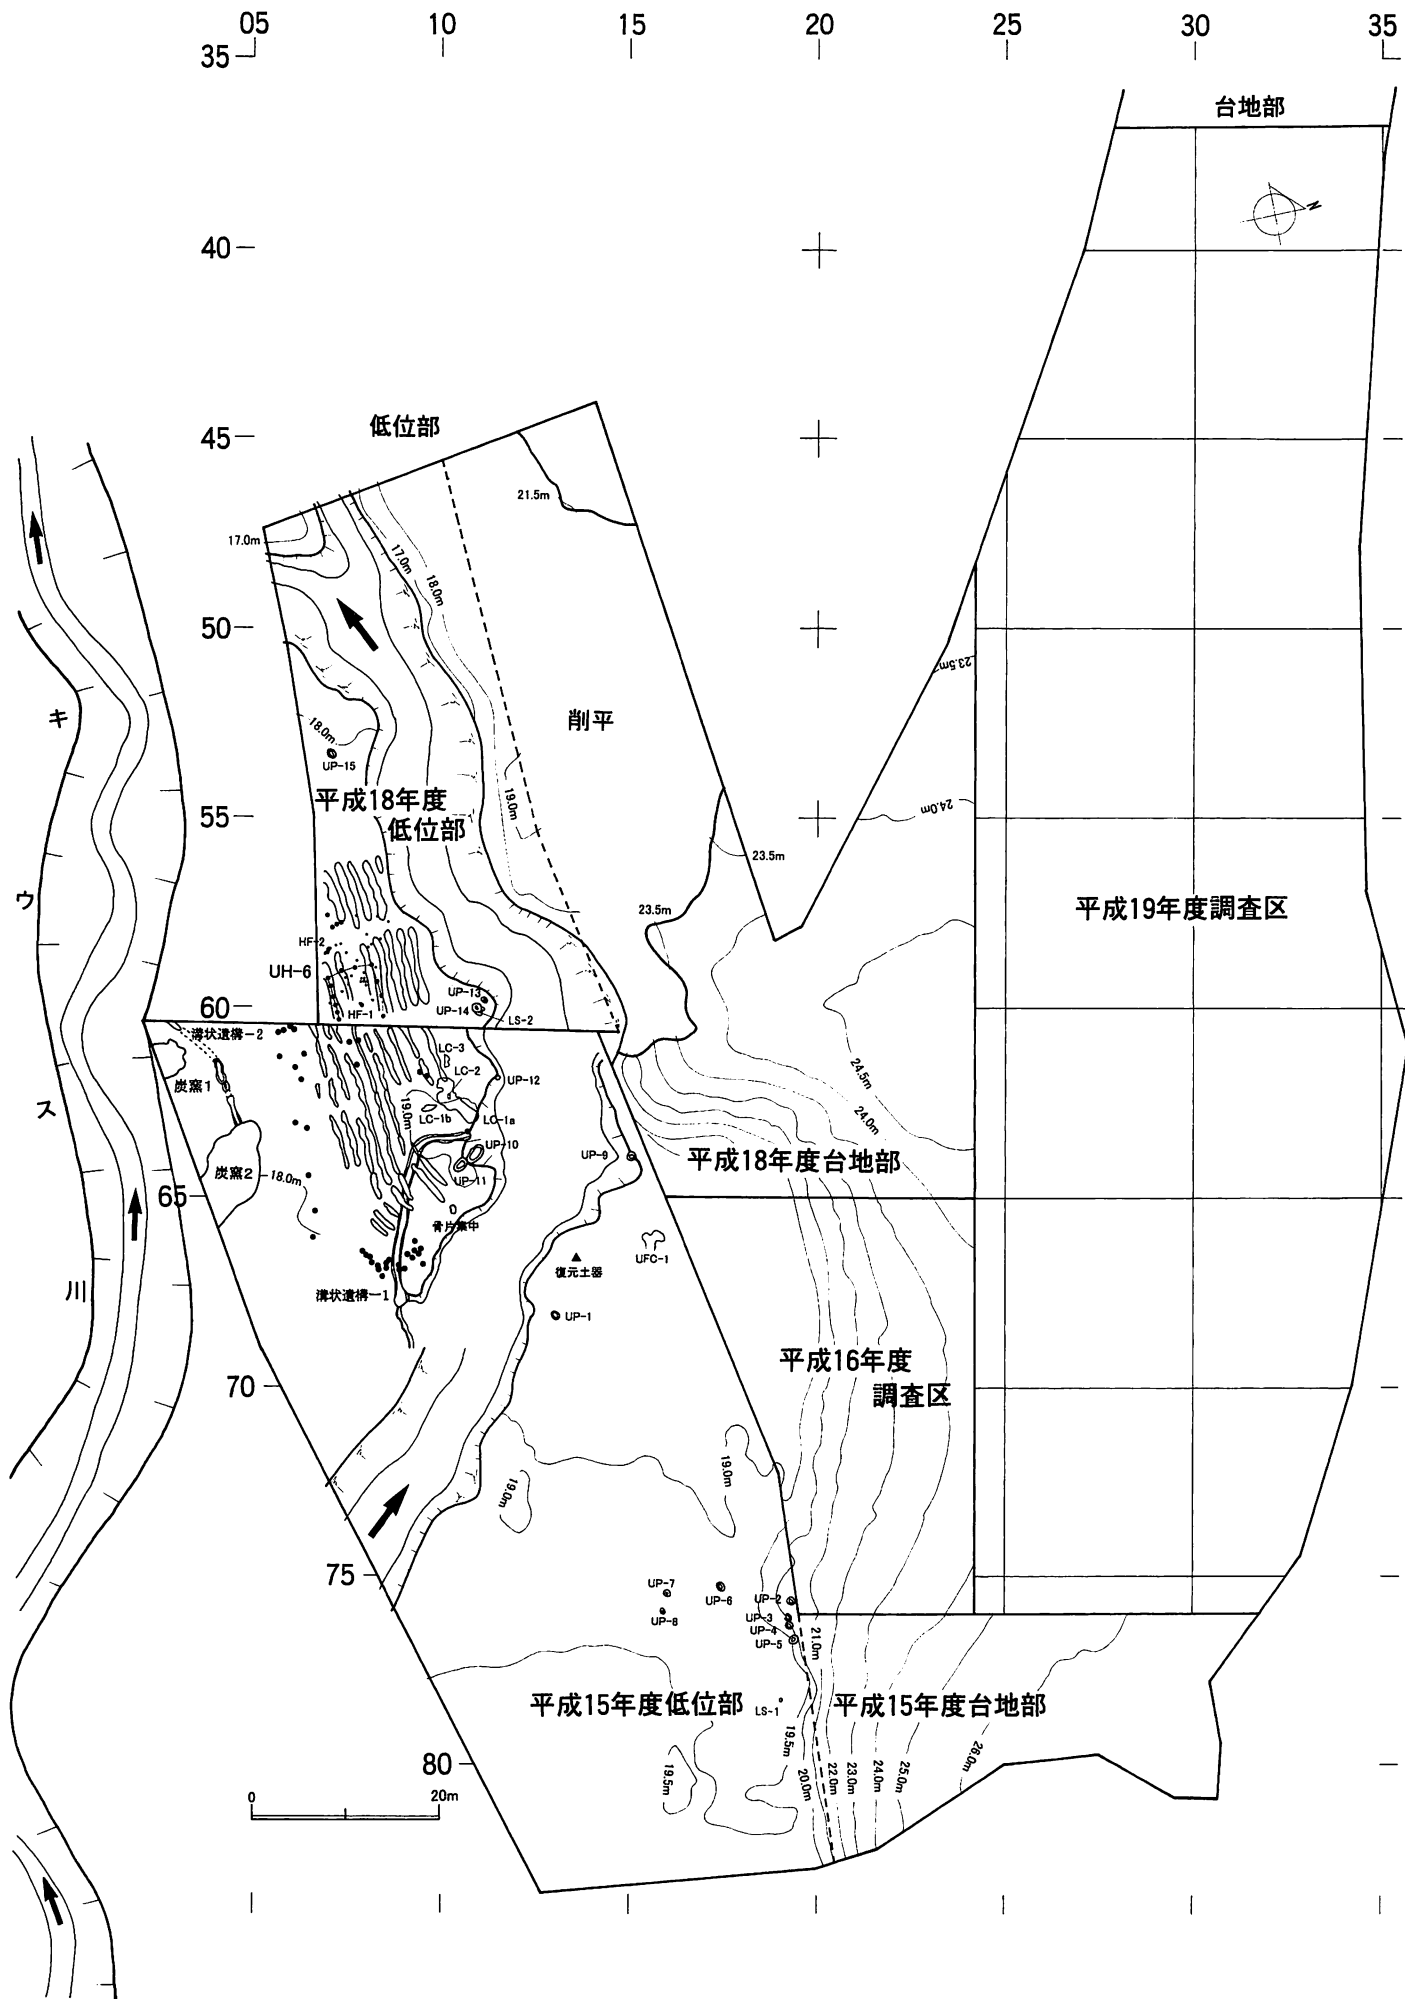 05 10 15 20 25 30 35
35
台地部
N
40
低位部
45
21.5m
17.0m
17.0m
18.0m
50
23.5m
キ
18.0m
削平
UP-15
19.0m
平成18年度
低位部
24.0m
55
23.5m
ウ
23.5m
平成19年度調査区
HF-2
UH-6
UP-13
60
HF-1
UP-14
LS-2
溝状遺構-2
LC-3
LC-2
UP-12
24.5m
炭窯1
19.0m
LC-1b
LC-1a
24.0m
ス
UP-10
UP-9
平成18年度台地部
炭窯2
18.0m
UP-11
65
骨片集中
UFC-1
復元土器
川
溝状遺構-1
UP-1
平成16年度
調査区
70
19.0m
19.0m
75
UP-7
UP-6
UP-2
UP-8
UP-3
UP-4
UP-5
21.0m
平成15年度低位部
LS-1
平成15年度台地部
19.5m
26.0m
80
19.5m
20.0m
22.0m
23.0m
24.0m
25.0m
0 20m